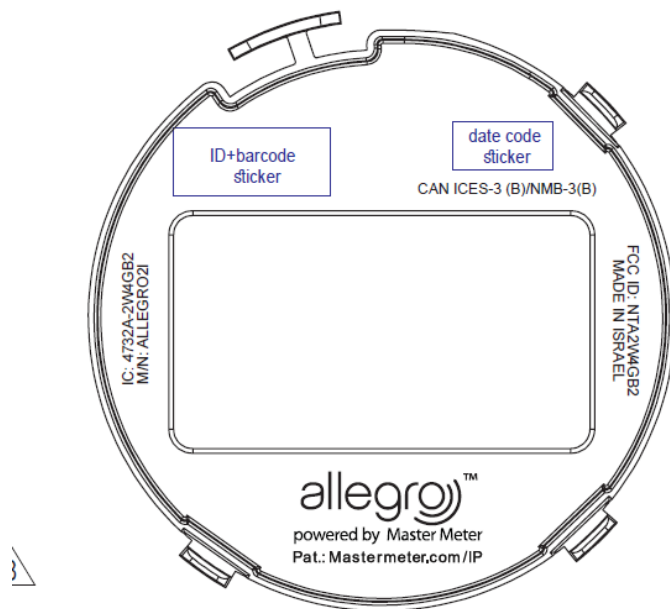 ID+barcode
sticker
date code
sticker
CAN ICES-3 (B)/NMB-3(B)
IC: 4732A-2W4GB2
M/N: ALLEGRO2I
FCC ID: NTA2W4GB2
MADE IN ISRAEL
allegro™
powered by Master Meter
Pat.: Mastermeter.com/IP